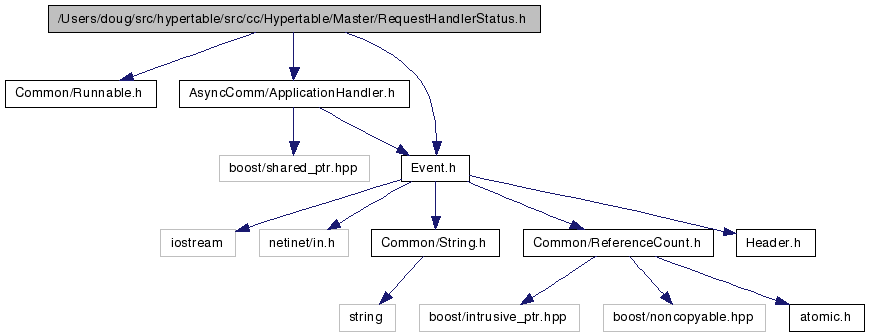 /Users/doug/src/hypertable/src/cc/Hypertable/Master/RequestHandlerStatus.h
Common/Runnable.h
AsyncComm/ApplicationHandler.h
boost/shared_ptr.hpp
Event.h
iostream
netinet/in.h
Common/String.h
Common/ReferenceCount.h
Header.h
string
boost/intrusive_ptr.hpp
boost/noncopyable.hpp
atomic.h